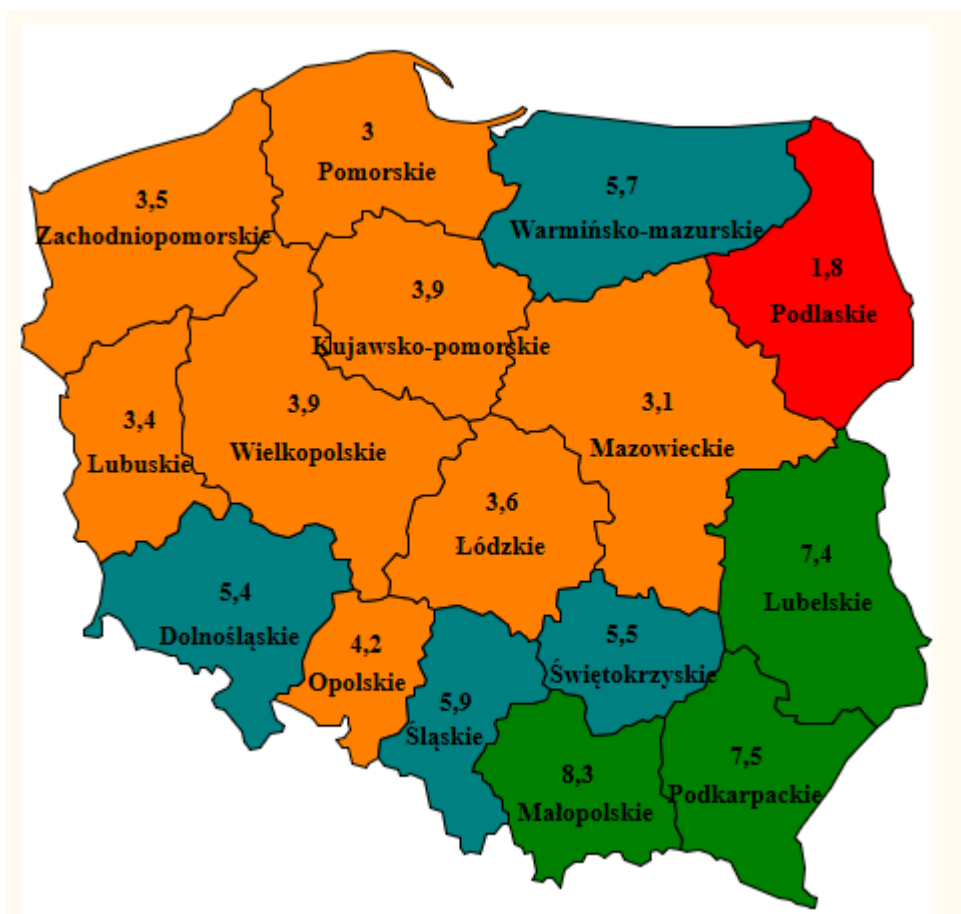 3
Pomorskie
5,7
Warmińsko-mazurskie
3,5
Zachodniopomorskie
1,8
Podlaskie
3,9
Kujawsko-pomorskie
3,4
Lubuskie
3,9
Wielkopolskie
3,1
Mazowieckie
3,6
Łódzkie
7,4
Lubelskie
5,4
Dolnośląskie
4,2
Opolskie
5,5
Świętokrzyskie
5,9
Śląskie
8,3
Małopolskie
7,5
Podkarpackie